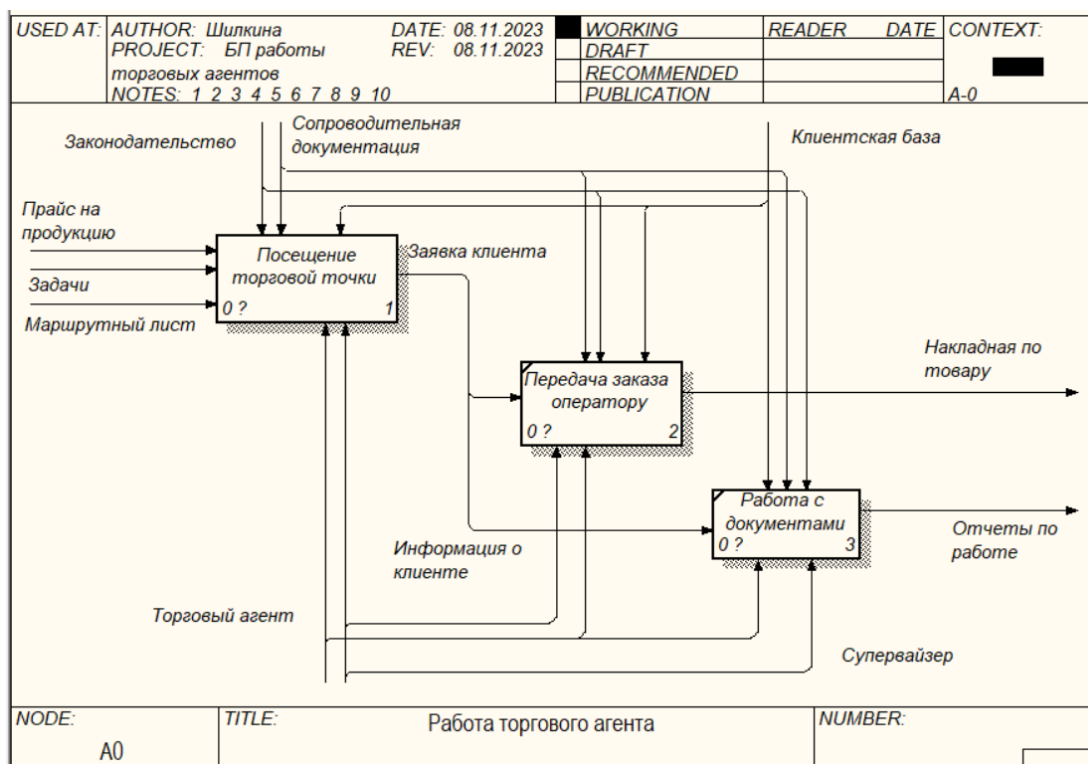 USED AT:
AUTHOR: Шилкина
DATE: 08.11.2023
WORKING
READER
DATE
CONTEXT:
PROJECT: БП работы
REV: 08.11.2023
DRAFT
торговых агентов
RECOMMENDED
NOTES: 1 2 3 4 5 6 7 8 9 10
PUBLICATION
A-0
Законодательство
Сопроводительная
документация
Клиентская база
Прайс на
продукцию
Задачи
Маршрутный лист
Посещение
торговой точки
0 ?
1
Заявка клиента
Передача заказа
оператору
0 ?
2
Накладная по
товару
Работа с
документами
0 ?
3
Отчеты по
работе
Информация о
клиенте
Торговый агент
Супервайзер
NODE:
A0
TITLE:
Работа торгового агента
NUMBER: